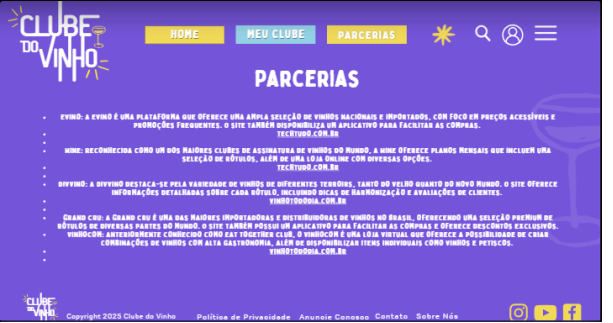 CLUBE
DO
VINHO
HOME
MEU CLUBE
PARCERIAS
PARCERIAS
EVINO: A EVINO É UMA PLATAFORMA QUE OFERECE UMA AMPLA SELEÇÃO DE VINHOS NACIONAIS E IMPORTADOS, COM FOCO EM PREÇOS ACESSÍVEIS E
PROMOÇÕES FREQUENTES. O SITE TAMBÉM DISPONIBILIZA UM APLICATIVO PARA FACILITAR AS COMPRAS.
TECHTUDO.COM.BR
WINE: RECONHECIDA COMO UM DOS MAIORES CLUBES DE ASSINATURA DE VINHOS DO MUNDO, A WINE OFERECE PLANOS MENSAIS QUE INCLUEM UMA
SELEÇÃO DE RÓTULOS, ALÉM DE UMA LOJA ONLINE COM DIVERSAS OPÇÕES.
TECHTUDO.COM.BR
DIVVINO: A DIVVINO DESTACA-SE PELA VARIEDADE DE VINHOS DE DIFERENTES TERROIRS, TANTO DO VELHO QUANTO DO NOVO MUNDO. O SITE OFERECE
INFORMAÇÕES DETALHADAS SOBRE CADA RÓTULO, INCLUINDO DICAS DE HARMONIZAÇÃO E AVALIAÇÕES DE CLIENTES.
VINHOTODODIA.COM.BR
GRAND CRU: A GRAND CRU É UMA DAS MAIORES IMPORTADORAS E DISTRIBUIDORAS DE VINHOS NO BRASIL, OFERECENDO UMA SELEÇÃO PREMIUM DE
RÓTULOS DE DIVERSAS PARTES DO MUNDO. O SITE TAMBÉM POSSUI UM APLICATIVO PARA FACILITAR AS COMPRAS E OFERECE DESCONTOS EXCLUSIVOS.
VINHOCOM: ANTERIORMENTE CONHECIDO COMO EAT TOGETHER CLUB, O VINHOCOM É UMA LOJA VIRTUAL QUE OFERECE A POSSIBILIDADE DE CRIAR
COMBINAÇÕES DE VINHOS COM ALTA GASTRONOMIA, ALÉM DE DISPONIBILIZAR ITENS INDIVIDUAIS COMO VINHOS E PETISCOS.
VINHOTODODIA.COM.BR
CLUBE
DO
VINHO
Copyright 2025 Clube do Vinho
Política de Privacidade
Anuncie Conosco
Contato
Sobre Nós